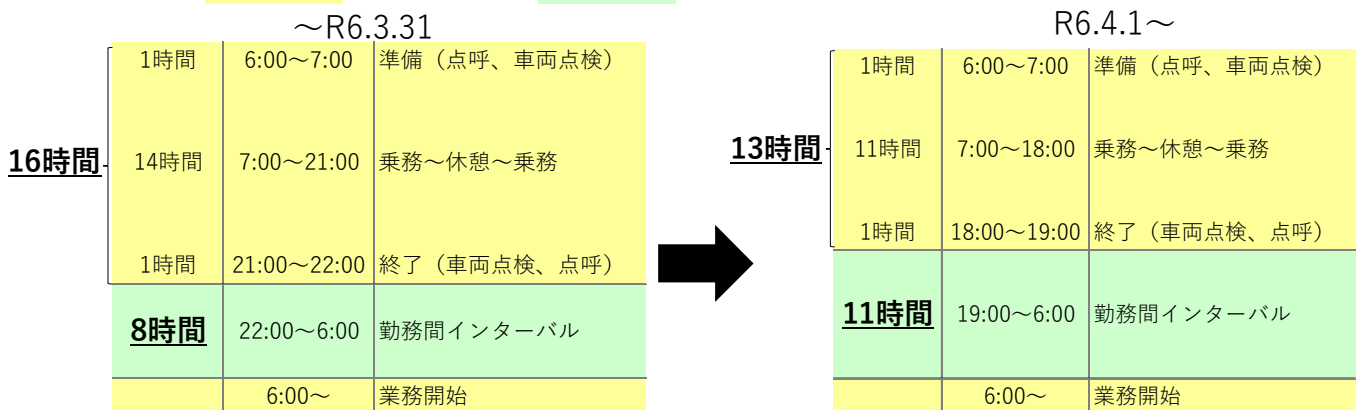 ～R6.3.31
1時間 6:00～7:00 準備（点呼、車両点検）
16時間 14時間 7:00～21:00 乗務～休憩～乗務
1時間 21:00～22:00 終了（車両点検、点呼）
8時間 22:00～6:00 勤務間インターバル
6:00～ 業務開始
R6.4.1～
1時間 6:00～7:00 準備（点呼、車両点検）
13時間 11時間 7:00～18:00 乗務～休憩～乗務
1時間 18:00～19:00 終了（車両点検、点呼）
11時間 19:00～6:00 勤務間インターバル
6:00～ 業務開始